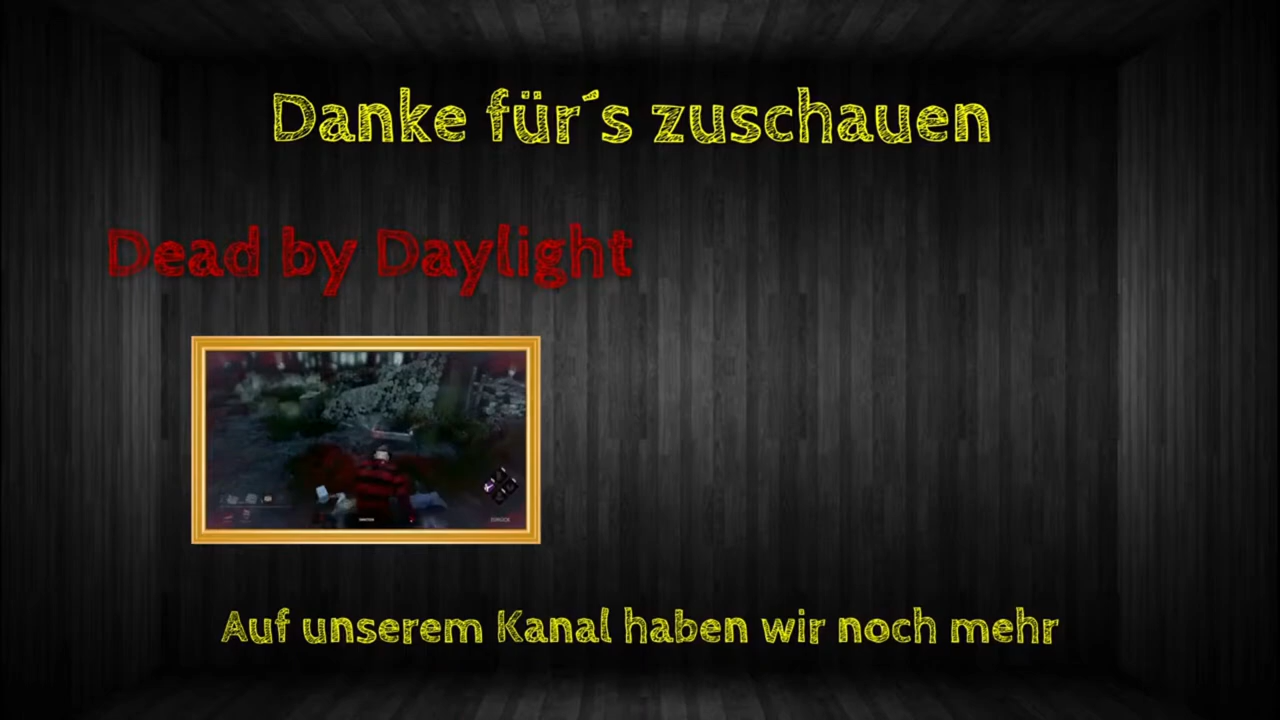 Danke für´s zuschauen
Dead by Daylight
Auf unserem Kanal haben wir noch mehr